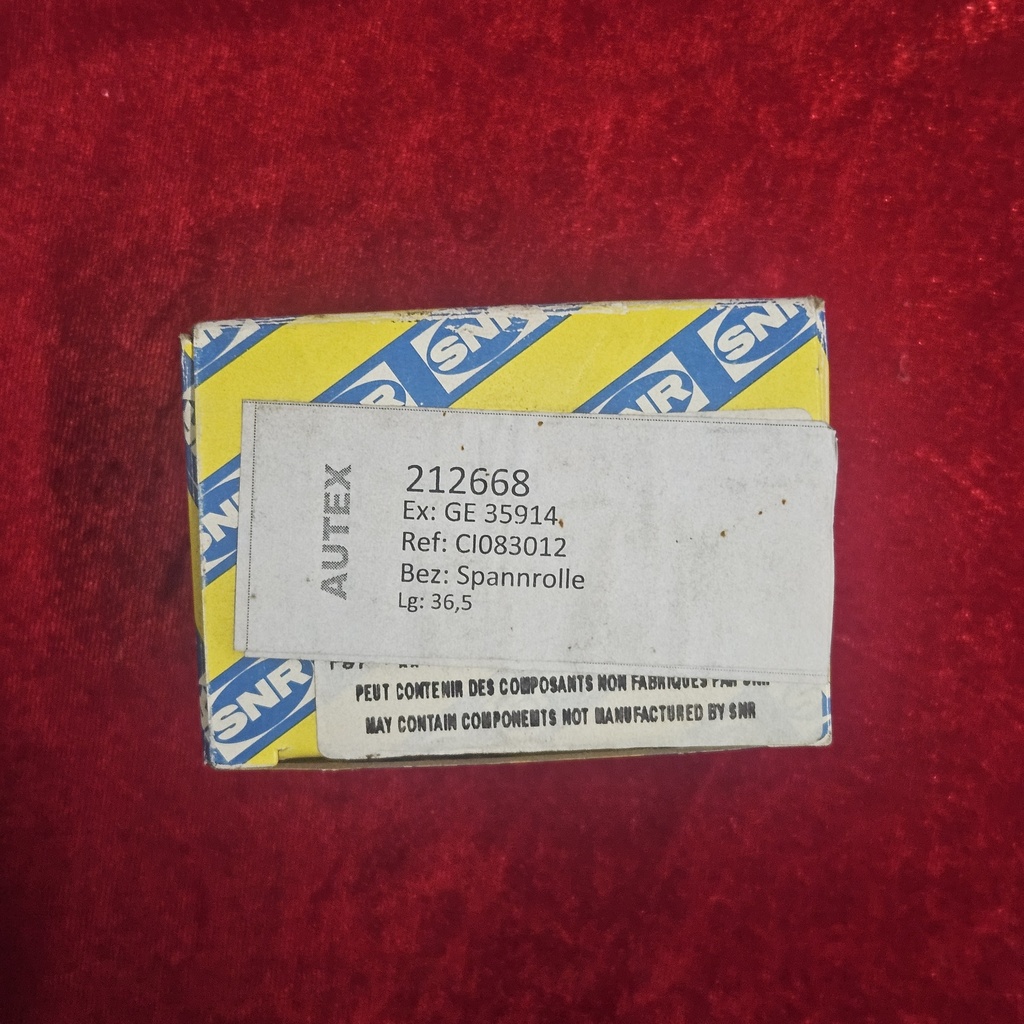 SNR
SNR
SNR
SNR
SNR
AUTEX
212668
Ex: GE 35914
Ref: CI083012
Bez: Spannrolle
Lg: 36,5
SNR
PEUT CONTENIR DES COMPOSANTS NON FABRIQUES PAR SNR
MAY CONTAIN COMPONENTS NOT MANUFACTURED BY SNR